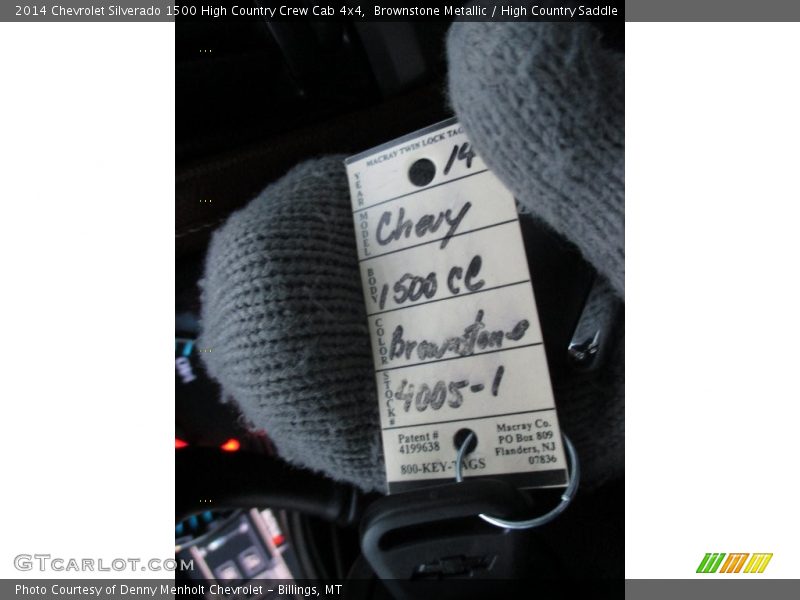 2014 Chevrolet Silverado 1500 High Country Crew Cab 4x4,  Brownstone Metallic / High Country Saddle
MACRAY TWIN LOCK TAG
YEAR 14
MODEL Chevy
BODY 1500 CC
COLOR Brownstone
STOCK# 4005-1
Patent #
4199638
800-KEY-TAGS
Macray Co.
PO Box 809
Flanders, NJ
07836
GTCARLOT.COM
Photo Courtesy of Denny Menholt Chevrolet – Billings, MT